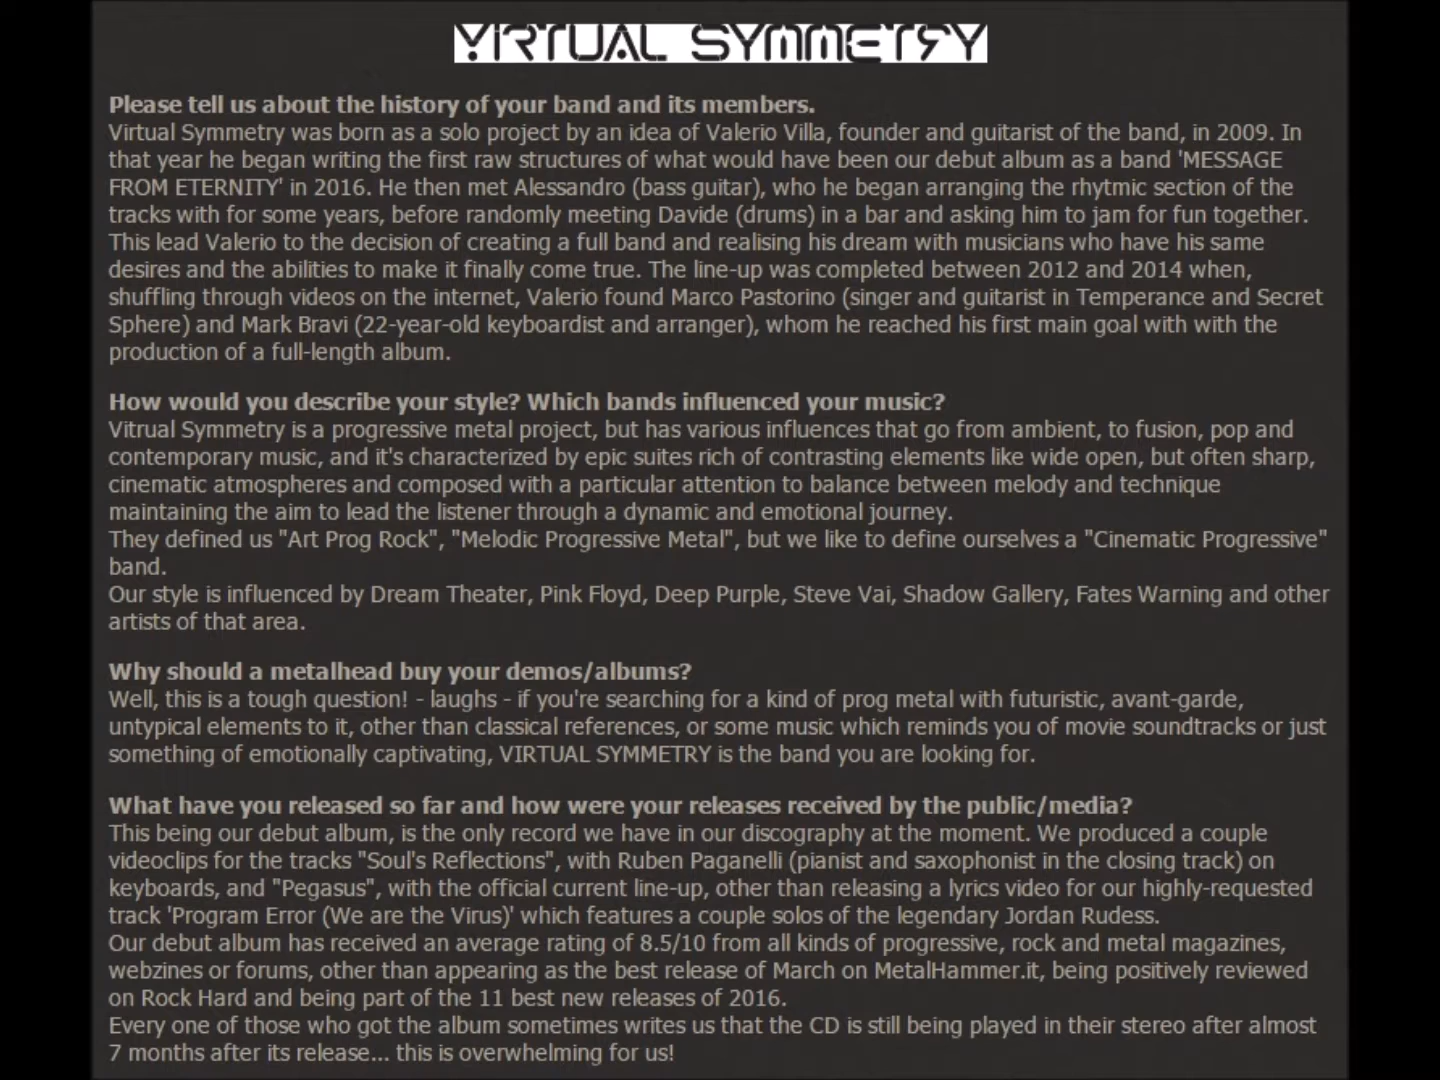 VIRTUAL SYMMETRY
Please tell us about the history of your band and its members.
Virtual Symmetry was born as a solo project by an idea of Valerio Villa, founder and guitarist of the band, in 2009. In
that year he began writing the first raw structures of what would have been our debut album as a band 'MESSAGE
FROM ETERNITY' in 2016. He then met Alessandro (bass guitar), who he began arranging the rhytmic section of the
tracks with for some years, before randomly meeting Davide (drums) in a bar and asking him to jam for fun together.
This lead Valerio to the decision of creating a full band and realising his dream with musicians who have his same
desires and the abilities to make it finally come true. The line-up was completed between 2012 and 2014 when,
shuffling through videos on the internet, Valerio found Marco Pastorino (singer and guitarist in Temperance and Secret
Sphere) and Mark Bravi (22-year-old keyboardist and arranger), whom he reached his first main goal with with the
production of a full-length album.
How would you describe your style? Which bands influenced your music?
Vitrual Symmetry is a progressive metal project, but has various influences that go from ambient, to fusion, pop and
contemporary music, and it's characterized by epic suites rich of contrasting elements like wide open, but often sharp,
cinematic atmospheres and composed with a particular attention to balance between melody and technique
maintaining the aim to lead the listener through a dynamic and emotional journey.
They defined us "Art Prog Rock", "Melodic Progressive Metal", but we like to define ourselves a "Cinematic Progressive"
band.
Our style is influenced by Dream Theater, Pink Floyd, Deep Purple, Steve Vai, Shadow Gallery, Fates Warning and other
artists of that area.
Why should a metalhead buy your demos/albums?
Well, this is a tough question! - laughs - if you're searching for a kind of prog metal with futuristic, avant-garde,
untypical elements to it, other than classical references, or some music which reminds you of movie soundtracks or just
something of emotionally captivating, VIRTUAL SYMMETRY is the band you are looking for.
What have you released so far and how were your releases received by the public/media?
This being our debut album, is the only record we have in our discography at the moment. We produced a couple
videoclips for the tracks "Soul's Reflections", with Ruben Paganelli (pianist and saxophonist in the closing track) on
keyboards, and "Pegasus", with the official current line-up, other than releasing a lyrics video for our highly-requested
track 'Program Error (We are the Virus)' which features a couple solos of the legendary Jordan Rudess.
Our debut album has received an average rating of 8.5/10 from all kinds of progressive, rock and metal magazines,
webzines or forums, other than appearing as the best release of March on MetalHammer.it, being positively reviewed
on Rock Hard and being part of the 11 best new releases of 2016.
Every one of those who got the album sometimes writes us that the CD is still being played in their stereo after almost
7 months after its release... this is overwhelming for us!